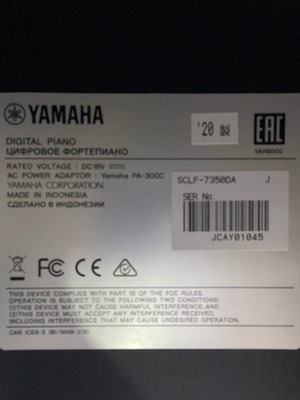 YAMAHA
'20
EAC
DIGITAL PIANO
ЦИФРОВОЕ ФОРТЕПИАНО
VAR8000
RATED VOLTAGE : DC16V
AC POWER ADAPTOR : Yamaha PA-300C
YAMAHA CORPORATION
MADE IN INDONESIA
СДЕЛАНО В ИНДОНЕЗИИ
SCLP-7350DA J
SER No.
JCAY01045
FC CE
THIS DEVICE COMPLIES WITH PART 15 OF THE FCC RULES.
OPERATION IS SUBJECT TO THE FOLLOWING TWO CONDITIONS:
(1)THIS DEVICE MAY NOT CAUSE HARMFUL INTERFERENCE, AND
(2)THIS DEVICE MUST ACCEPT ANY INTERFERENCE RECEIVED,
INCLUDING INTERFERENCE THAT MAY CAUSE UNDESIRED OPERATION.
CAN ICES-3 (B)/NMB-3(B)